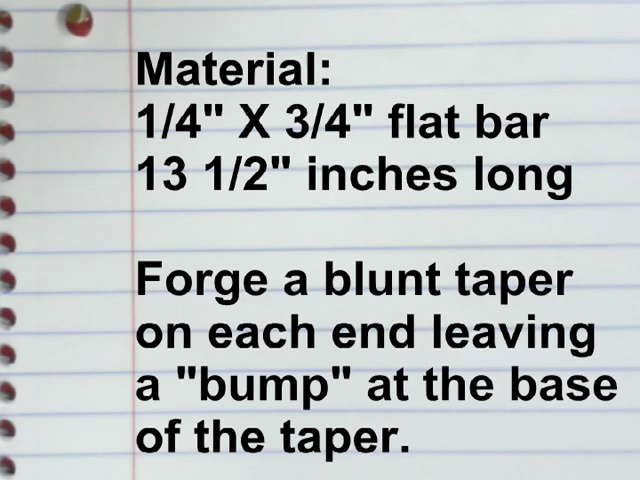 Material:
1/4" X 3/4" flat bar
13 1/2" inches long
Forge a blunt taper
on each end leaving
a "bump" at the base
of the taper.